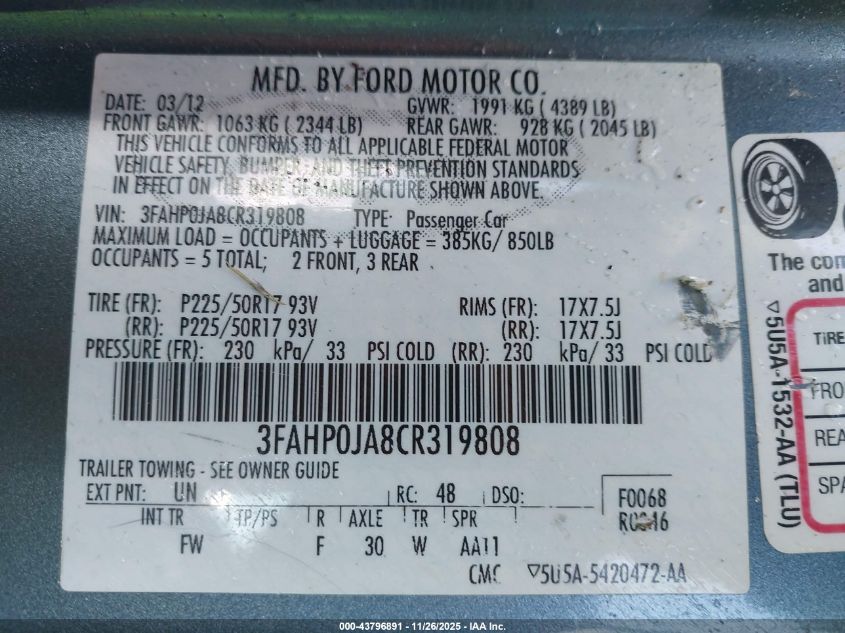 MFD. BY FORD MOTOR CO.
DATE: 03/12 GVWR: 1991 KG ( 4389 LB)
FRONT GAWR: 1063 KG ( 2344 LB) REAR GAWR: 928 KG ( 2045 LB)
THIS VEHICLE CONFORMS TO ALL APPLICABLE FEDERAL MOTOR
VEHICLE SAFETY, BUMPER, AND THEFT PREVENTION STANDARDS
IN EFFECT ON THE DATE OF MANUFACTURE SHOWN ABOVE.
VIN: 3FAHP0JA8CR319808 TYPE: Passenger Car
MAXIMUM LOAD = OCCUPANTS + LUGGAGE = 385KG/ 850LB
OCCUPANTS = 5 TOTAL; 2 FRONT, 3 REAR
TIRE (FR): P225/50R17 93V RIMS (FR): 17X7.5J
(RR): P225/50R17 93V (RR): 17X7.5J
PRESSURE (FR): 230 kPa/ 33 PSI COLD (RR): 230 kPa/ 33 PSI COLD
3FAHP0JA8CR319808
TRAILER TOWING - SEE OWNER GUIDE
EXT PNT: UN RC: 48 DSO: F0068
INT TR TP/PS R AXLE TR SPR
FW F 30 W AA11
CMC ▽5U5A-5420472-AA
The com
and
▽5U5A-1532-AA (TLU)
TIRE
FRO
REA
SPA
000-43796891 - 11/26/2025 - IAA Inc.